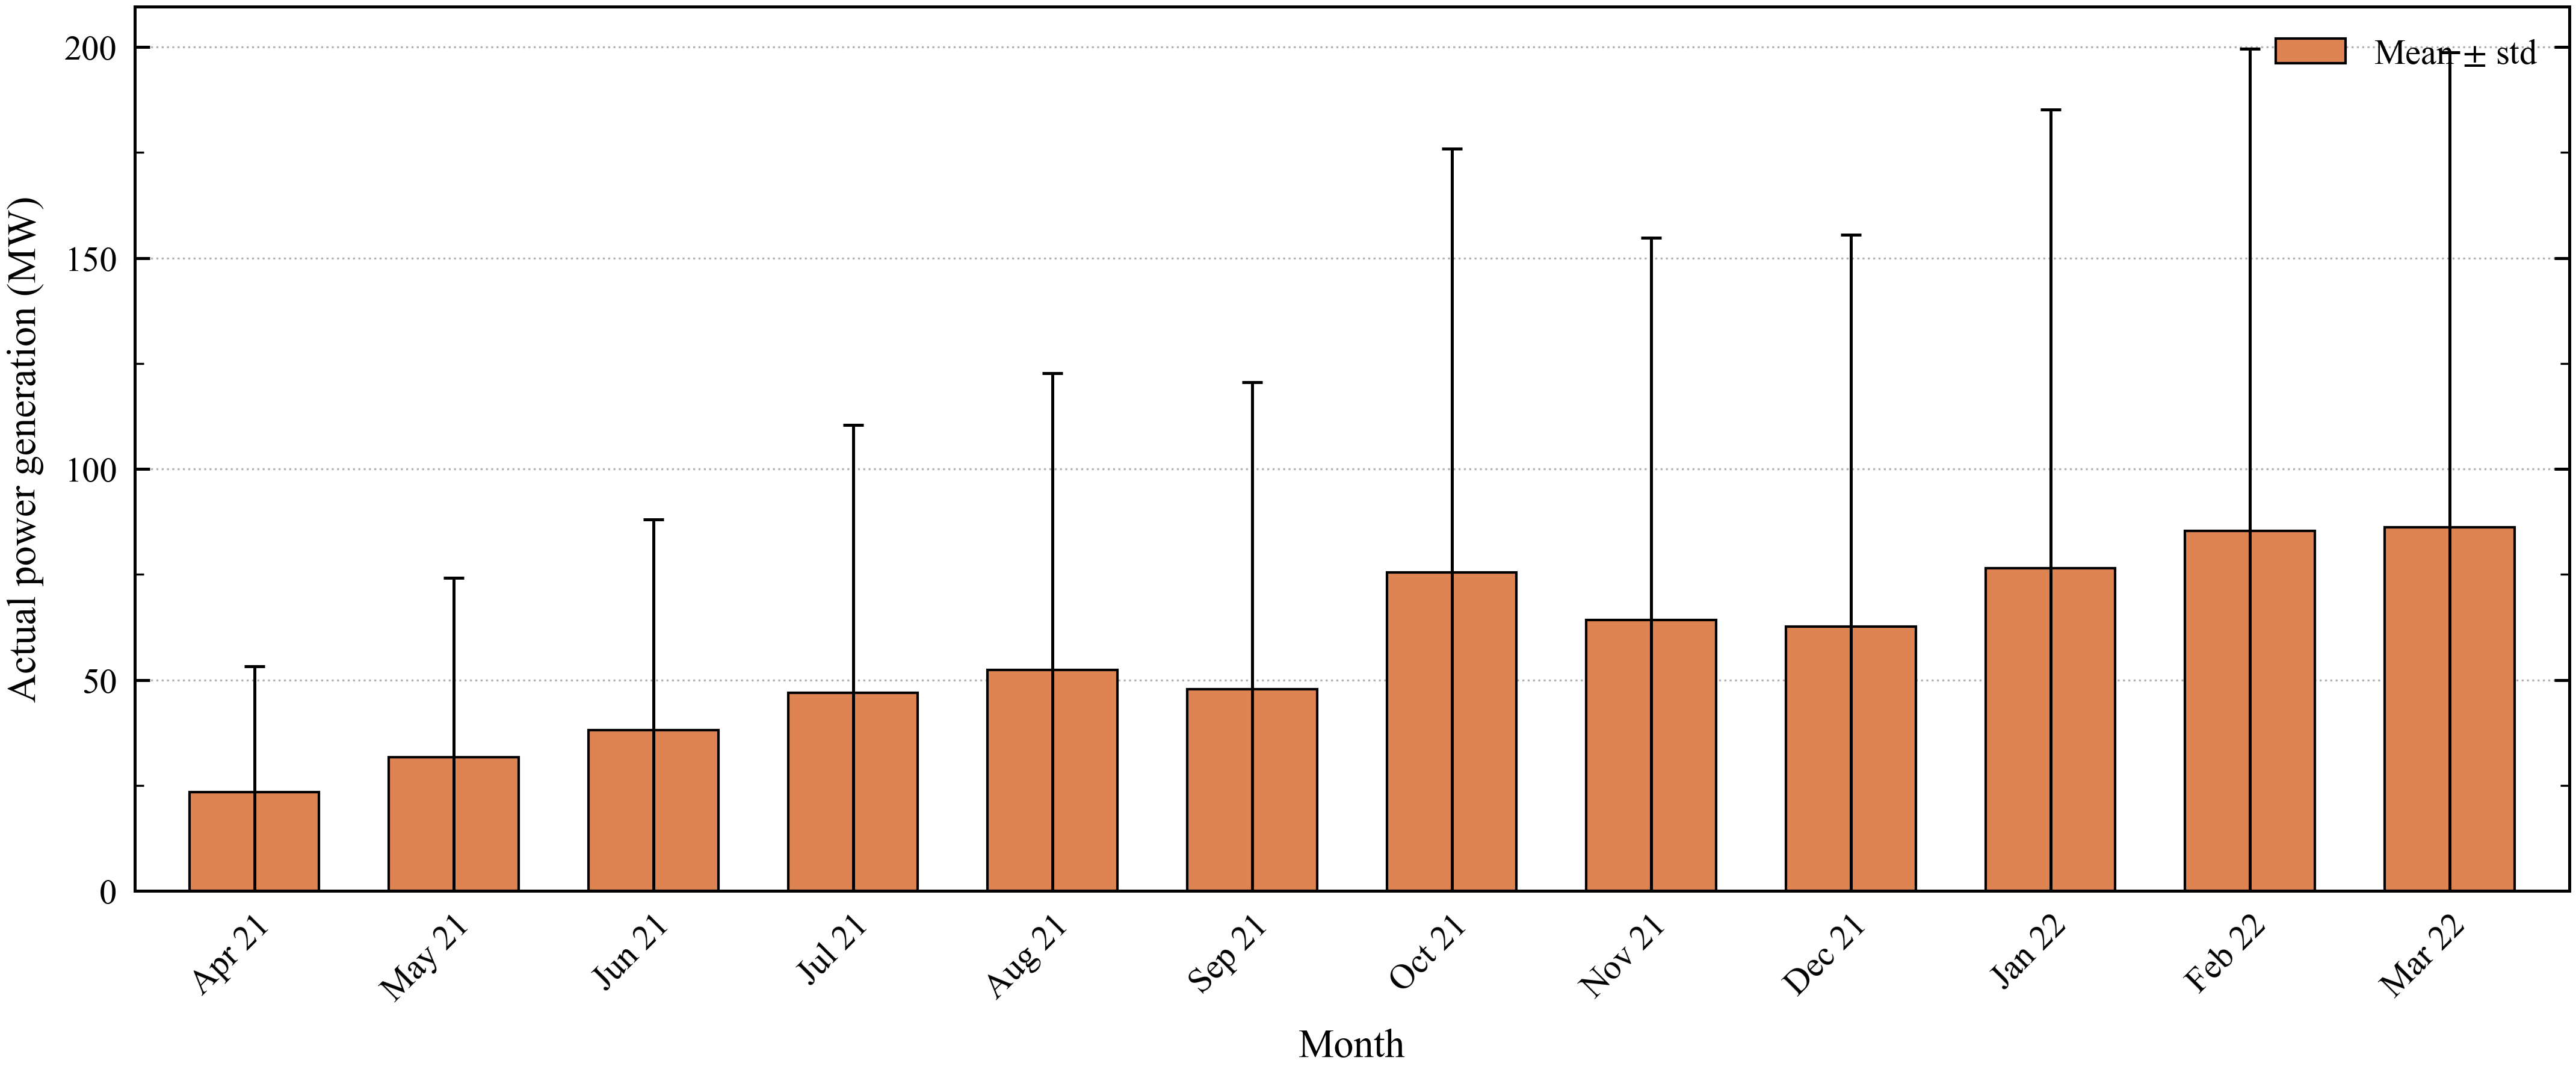 Actual power generation (MW)
200
150
100
50
0
Mean ± std
Apr 21
May 21
Jun 21
Jul 21
Aug 21
Sep 21
Oct 21
Nov 21
Dec 21
Jan 22
Feb 22
Mar 22
Month